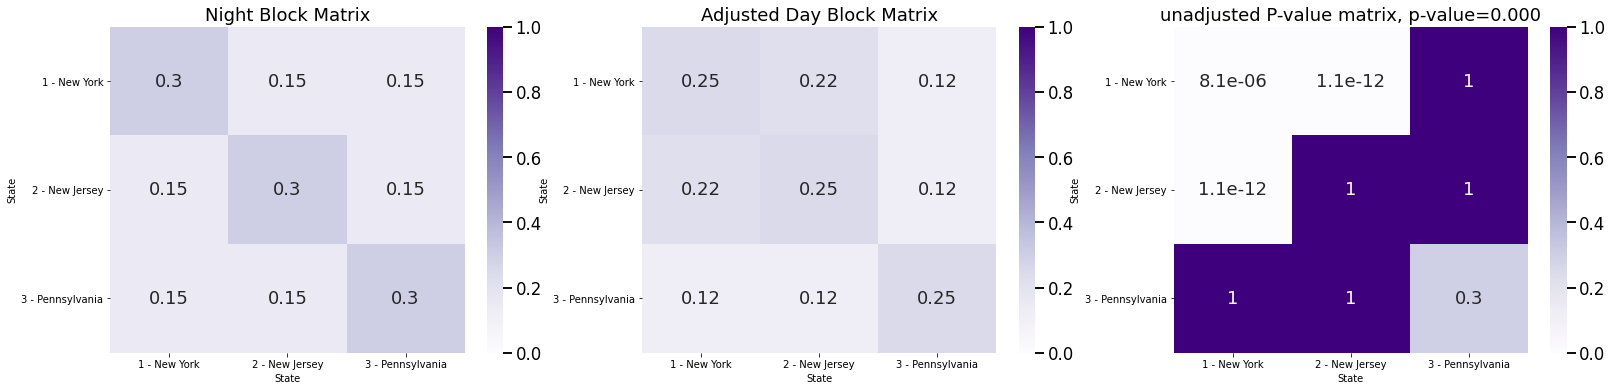 Night Block Matrix
State
1 - New York
2 - New Jersey
3 - Pennsylvania
0.3 0.15 0.15
0.15 0.3 0.15
0.15 0.15 0.3
1 - New York 2 - New Jersey 3 - Pennsylvania
State
1.0
0.8
0.6
0.4
0.2
0.0
Adjusted Day Block Matrix
State
1 - New York
2 - New Jersey
3 - Pennsylvania
0.25 0.22 0.12
0.22 0.25 0.12
0.12 0.12 0.25
1 - New York 2 - New Jersey 3 - Pennsylvania
State
1.0
0.8
0.6
0.4
0.2
0.0
unadjusted P-value matrix, p-value=0.000
State
1 - New York
2 - New Jersey
3 - Pennsylvania
8.1e-06 1.1e-12 1
1.1e-12 1 1
1 1 0.3
1 - New York 2 - New Jersey 3 - Pennsylvania
State
1.0
0.8
0.6
0.4
0.2
0.0